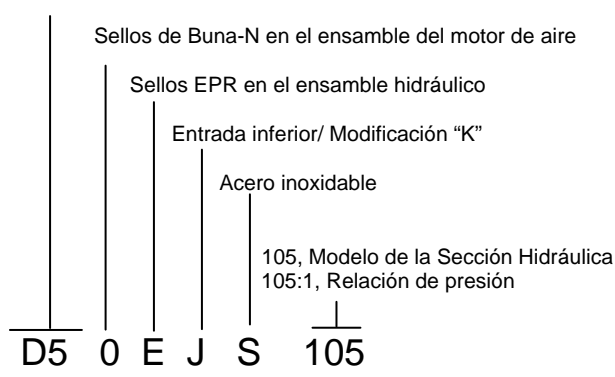 Sellos de Buna-N en el ensamble del motor de aire
Sellos EPR en el ensamble hidráulico
Entrada inferior/ Modificación “K”
Acero inoxidable
105, Modelo de la Sección Hidráulica
105:1, Relación de presión
D5 0 E J S 105